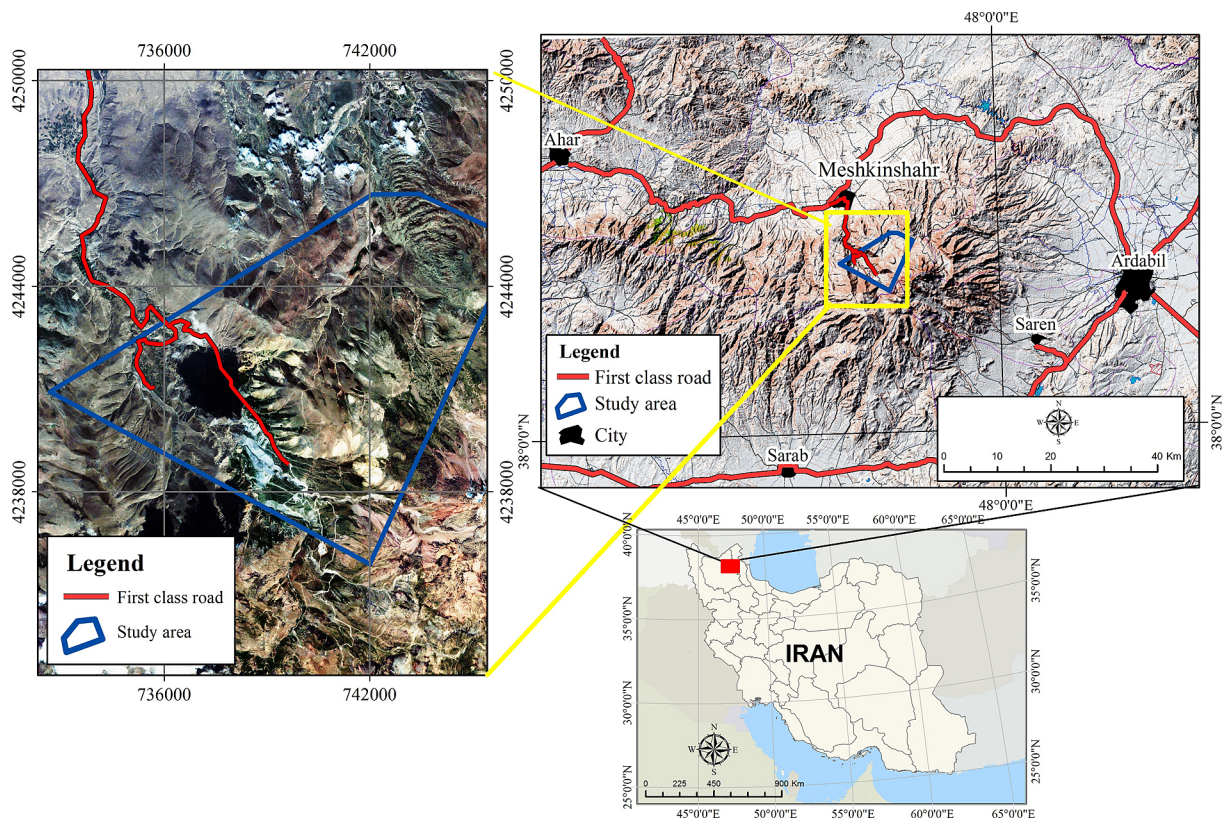 736000
742000
4250000
4250000
4244000
4244000
4238000
4238000
Legend
First class road
Study area
736000
742000
48°0'0"E
Ahar
Meshkinshahr
Ardabil
Saren
Sarab
Legend
First class road
Study area
City
N
W E
S
0 10 20 40 Km
38°0'0"N
38°0'0"N
48°0'0"E
45°0'0"E 50°0'0"E 55°0'0"E 60°0'0"E 65°0'0"E
40°0'0"N
35°0'0"N
30°0'0"N
25°0'0"N
35°0'0"N
30°0'0"N
25°0'0"N
IRAN
N
W E
S
0 225 450 900 Km
45°0'0"E 50°0'0"E 55°0'0"E 60°0'0"E 65°0'0"E